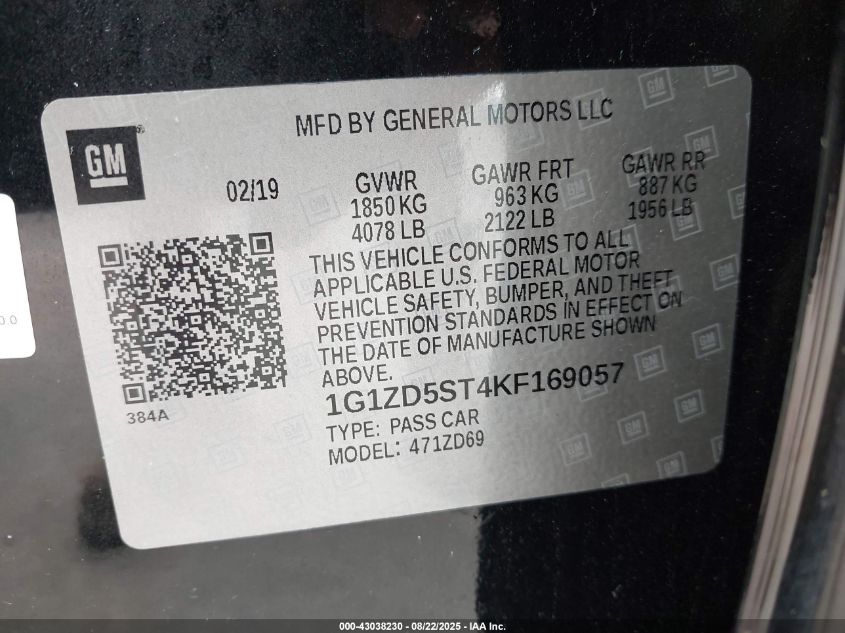 MFD BY GENERAL MOTORS LLC
GM
02/19
GVWR
1850 KG
4078 LB
GAWR FRT
963 KG
2122 LB
GAWR RR
887 KG
1956 LB
THIS VEHICLE CONFORMS TO ALL
APPLICABLE U.S. FEDERAL MOTOR
VEHICLE SAFETY, BUMPER, AND THEFT
PREVENTION STANDARDS IN EFFECT ON
THE DATE OF MANUFACTURE SHOWN
ABOVE.
384A
1G1ZD5ST4KF169057
TYPE: PASS CAR
MODEL: 471ZD69
000-43038230 - 08/22/2025 - IAA Inc.